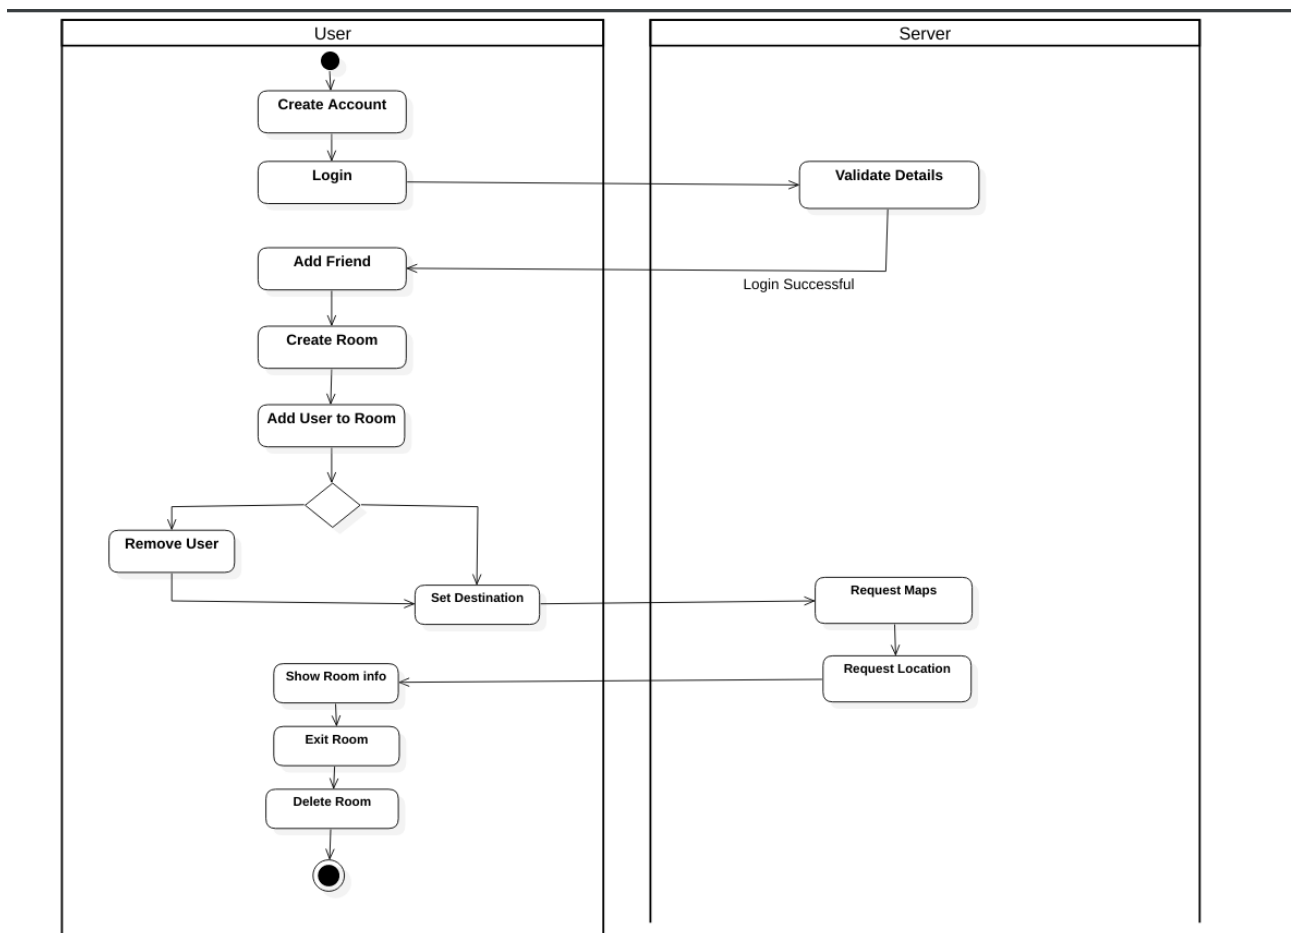 User
Server
Create Account
Login
Validate Details
Add Friend
Login Successful
Create Room
Add User to Room
Remove User
Set Destination
Request Maps
Request Location
Show Room info
Exit Room
Delete Room